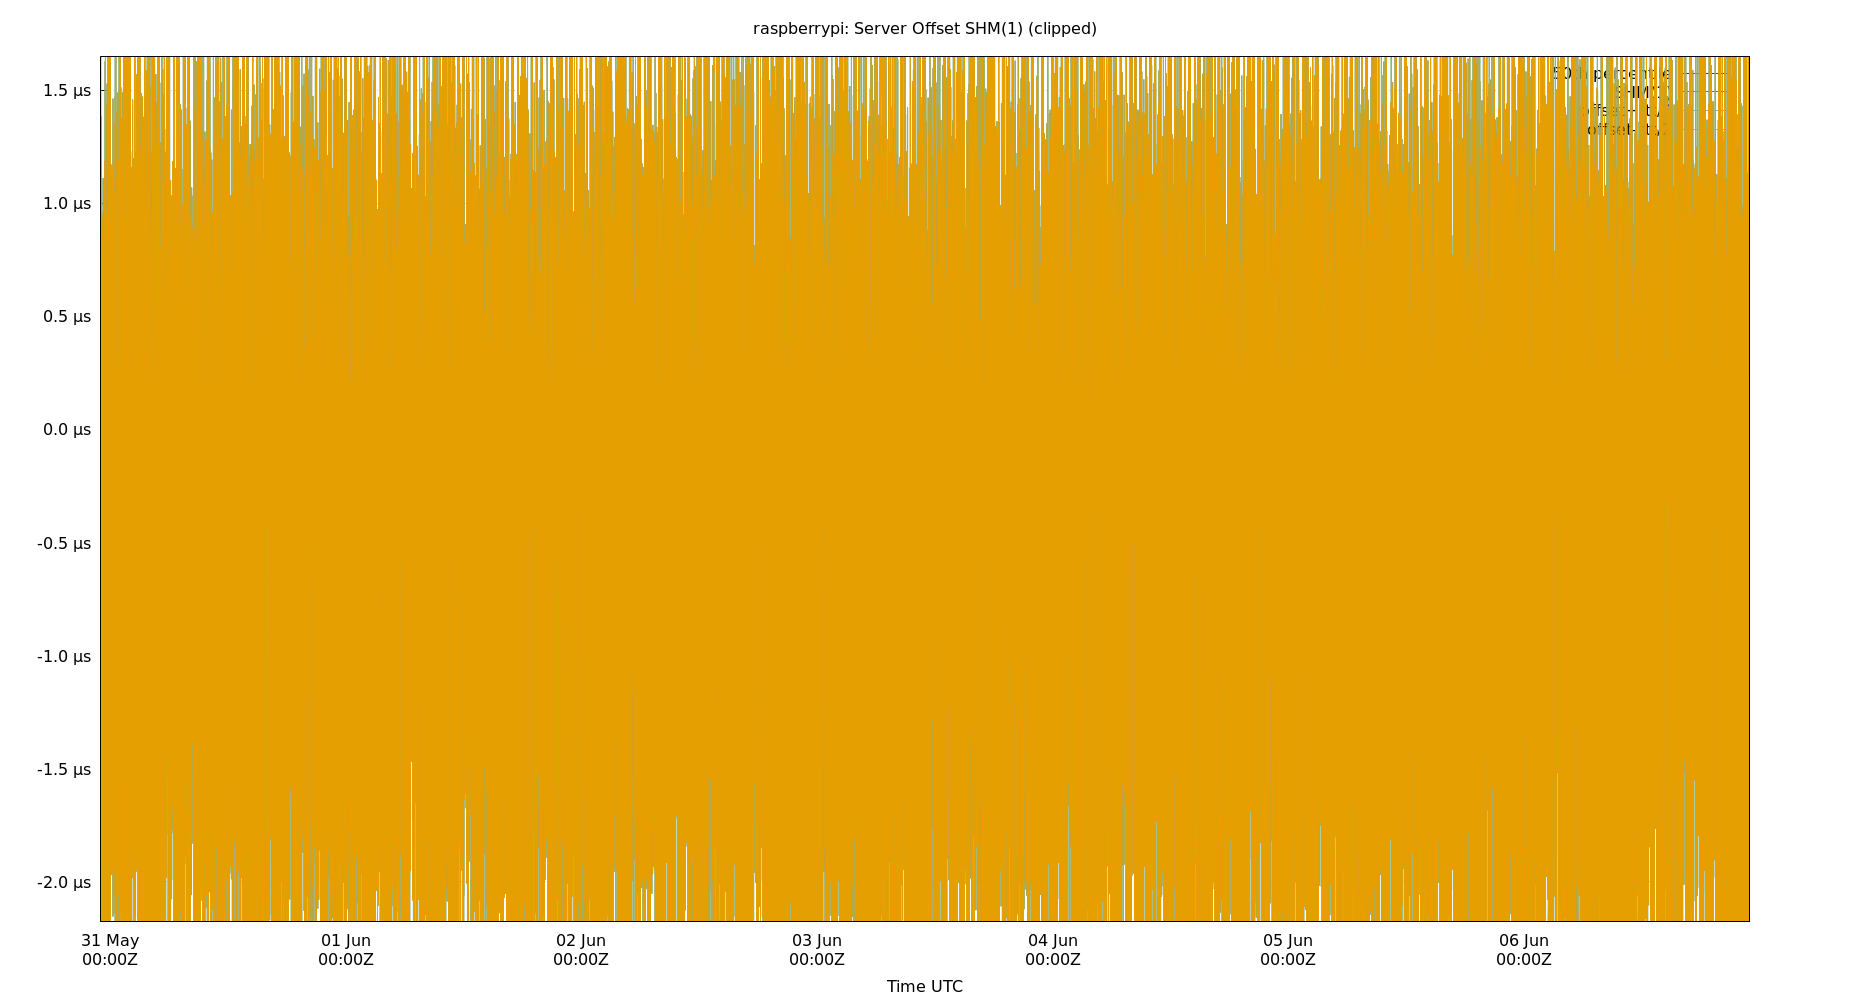 raspberrypi: Server Offset SHM(1) (clipped)
1.5 µs
1.0 µs
0.5 µs
0.0 µs
-0.5 µs
-1.0 µs
-1.5 µs
-2.0 µs
31 May 01 Jun 02 Jun 03 Jun 04 Jun 05 Jun 06 Jun
00:00Z 00:00Z 00:00Z 00:00Z 00:00Z 00:00Z 00:00Z
Time UTC